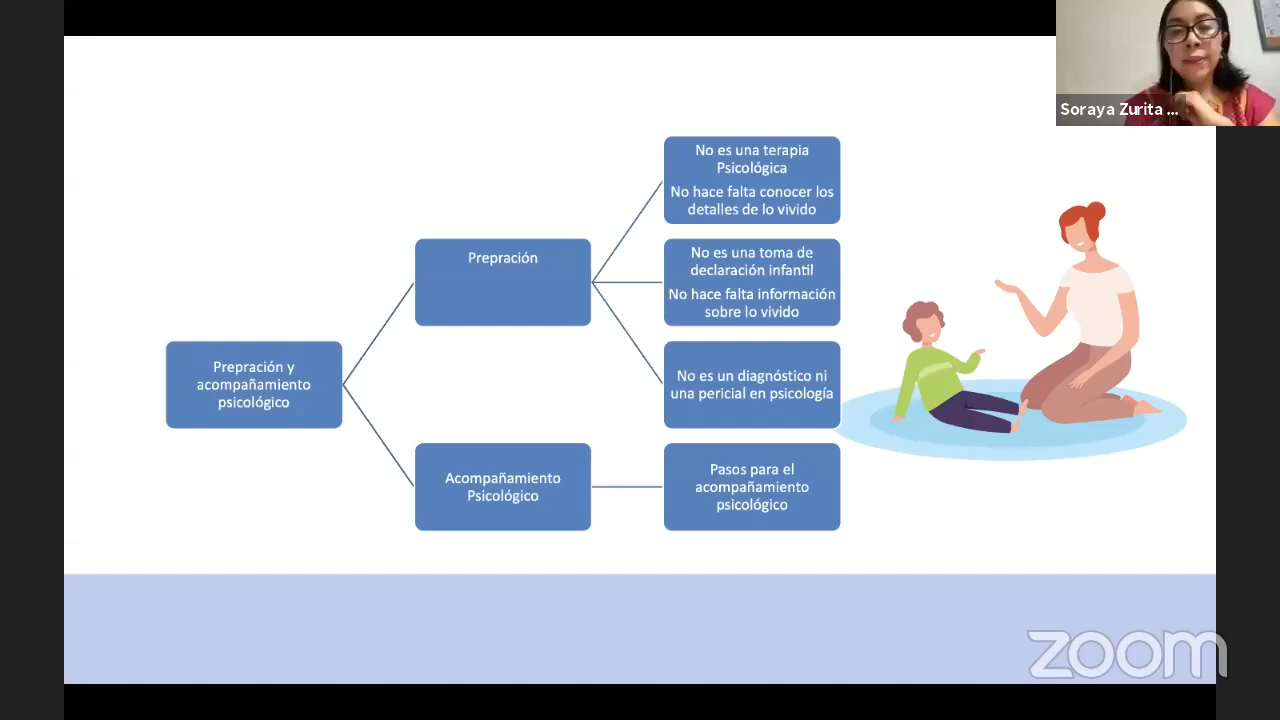 Soraya Zurita ...
No es una terapia
Psicológica
No hace falta conocer los
detalles de lo vivido
Prepración
No es una toma de
declaración infantil
No hace falta información
sobre lo vivido
Prepración y
acompañamiento
psicológico
No es un diagnóstico ni
una pericial en psicología
Acompañamiento
Psicológico
Pasos para el
acompañamiento
psicológico
zoom